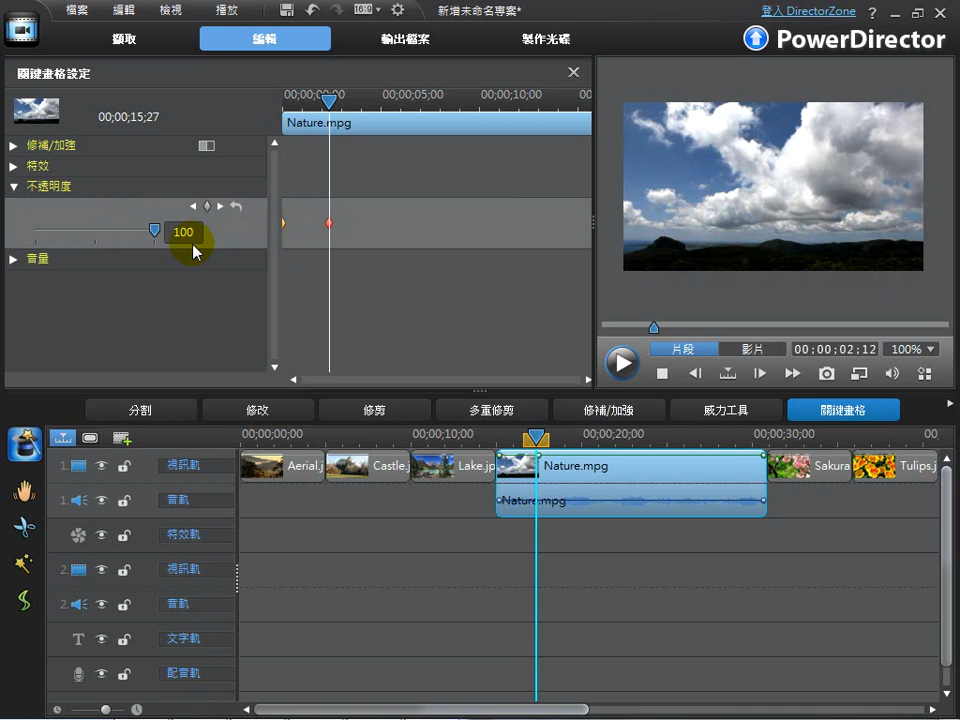 檔案 編輯 檢視 播放 16:9 新增未命名專案* 登入 DirectorZone ?
擷取 編輯 輸出檔案 製作光碟 PowerDirector
關鍵畫格設定
00;00;15;27
00;00;00;00 00;00;05;00 00;00;10;00 00
Nature.mpg
修補/加強
特效
不透明度
100
音量
片段 影片 00;00;02;12 100%
分割 修改 修剪 多重修剪 修補/加強 威力工具 關鍵畫格
00;00;00;00 00;00;10;00 00;00;20;00 00;00;30;00 00;
1. 視訊軌 Aerial.j Castle.j Lake.jp Nature.mpg Sakura Tulips.j
1. 音軌 Nature.mpg
特效軌
2. 視訊軌
2. 音軌
T 文字軌
配音軌